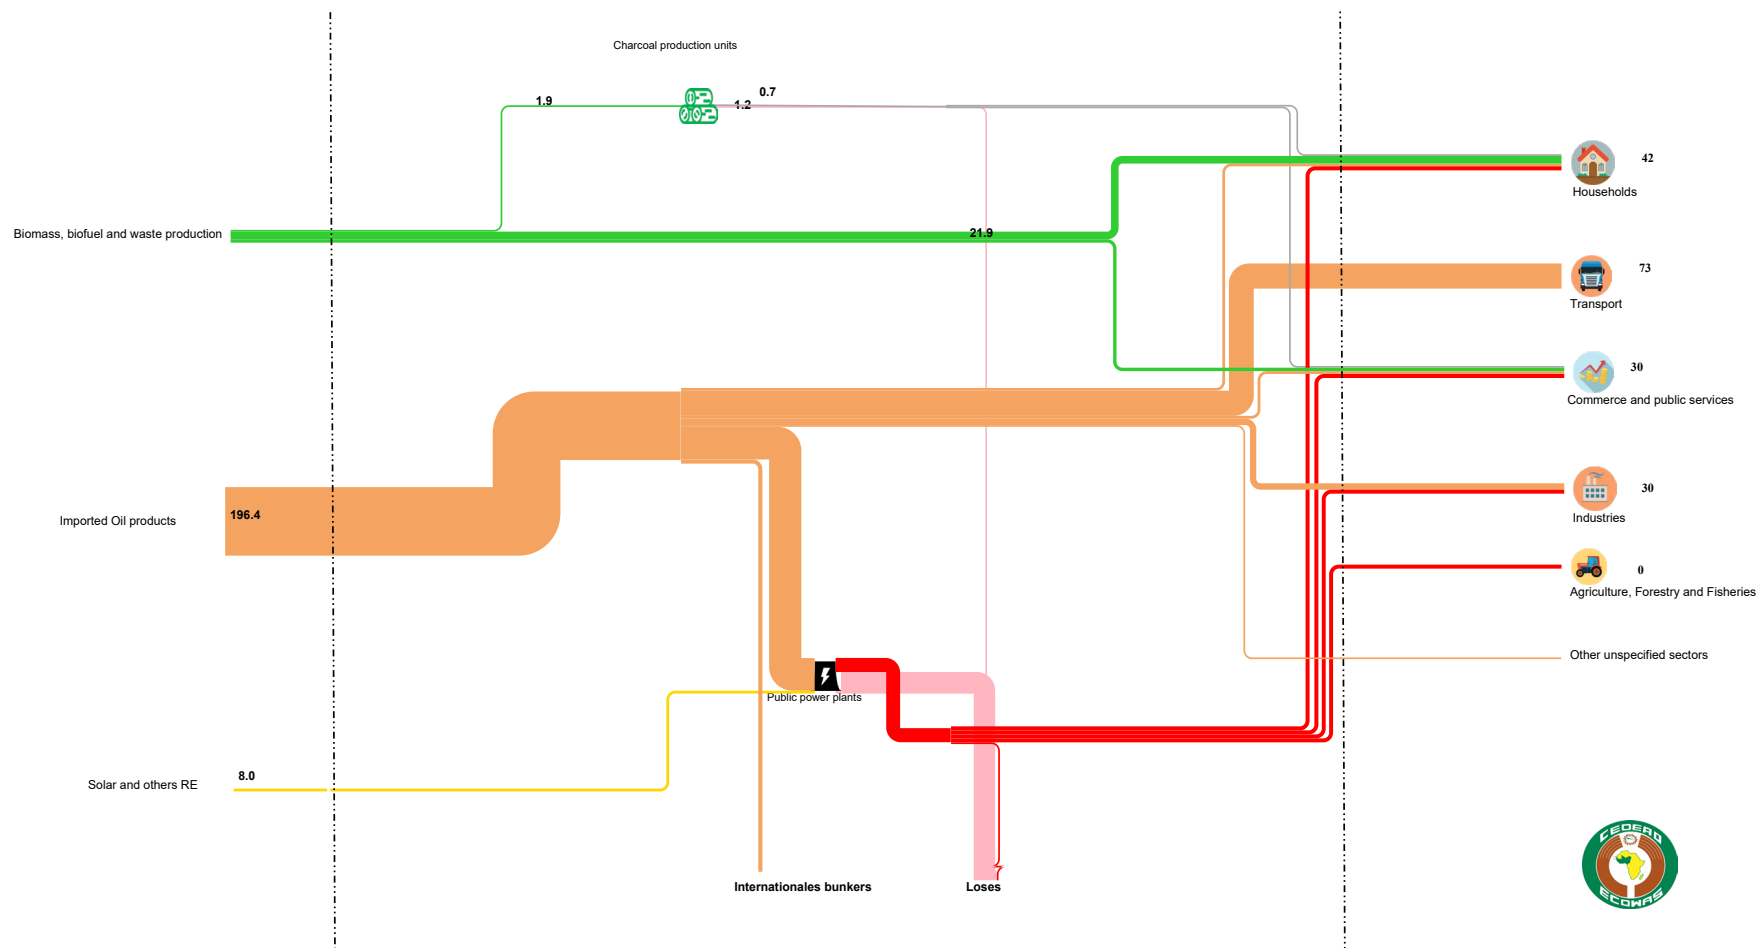 Charcoal production units
1.9
0.7
1.2
42
Households
Biomass, biofuel and waste production
21.9
73
Transport
30
Commerce and public services
30
Industries
Imported Oil products
196.4
0
Agriculture, Forestry and Fisheries
Other unspecified sectors
Public power plants
Solar and others RE
8.0
Internationales bunkers
Loses
CEDEAO
ECOWAS